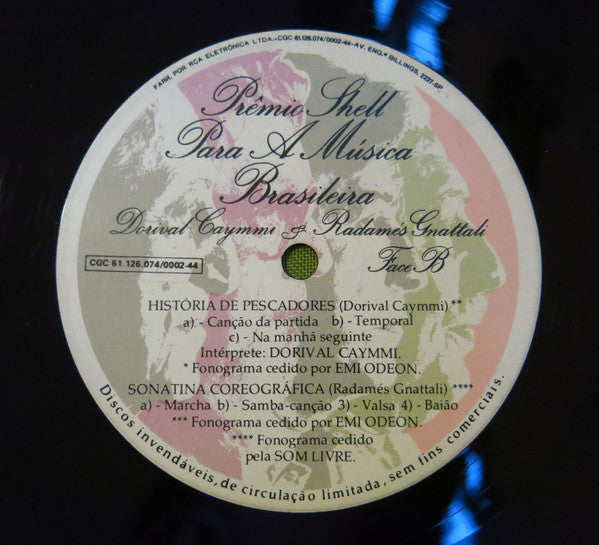 FABR. POR RCA ELETRÔNICA LTDA.-CGC 61.126.074/0002-44-AV. ENG.º BILLINGS, 2227-SP
Prêmio Shell
Para A Música
Brasileira
Dorival Caymmi & Radamés Gnattali
Face B
CGC 61.126.074/0002-44
HISTÓRIA DE PESCADORES (Dorival Caymmi) **
a) - Canção da partida b) - Temporal
c) - Na manhã seguinte
Intérprete: DORIVAL CAYMMI.
* Fonograma cedido por EMI ODEON.
SONATINA COREOGRÁFICA (Radamés Gnattali) ****
a) - Marcha b) - Samba-canção 3) - Valsa 4) - Baião
*** Fonograma cedido por EMI ODEON.
**** Fonograma cedido
pela SOM LIVRE.
Discos invendáveis, de circulação limitada, sem fins comerciais.